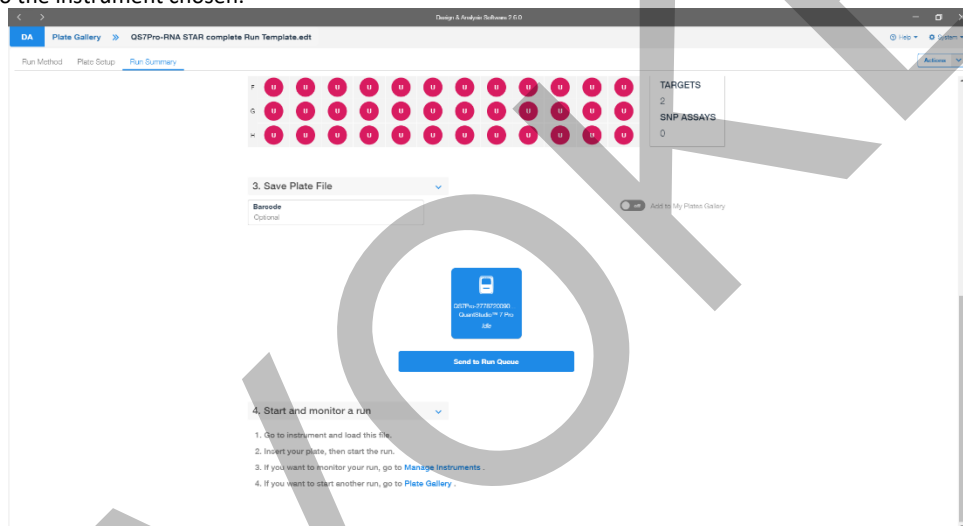 to the instrument chosen.
Design & Analysis Software 2.6.0
DA Plate Gallery » QS7Pro-RNA STAR complete Run Template.edt
Help System
Run Method Plate Setup Run Summary
Actions
F U U U U U U U U U U U U
TARGETS
2
G U U U U U U U U U U U U
SNP ASSAYS
H U U U U U U U U U U U U
0
3. Save Plate File
Barcode
Optional
Off Add to My Plates Gallery
QS7Pro-2778720090...
QuantStudio™ 7 Pro
Idle
Send to Run Queue
4. Start and monitor a run
1. Go to instrument and load this file.
2. Insert your plate, then start the run.
3. If you want to monitor your run, go to Manage Instruments .
4. If you want to start another run, go to Plate Gallery .